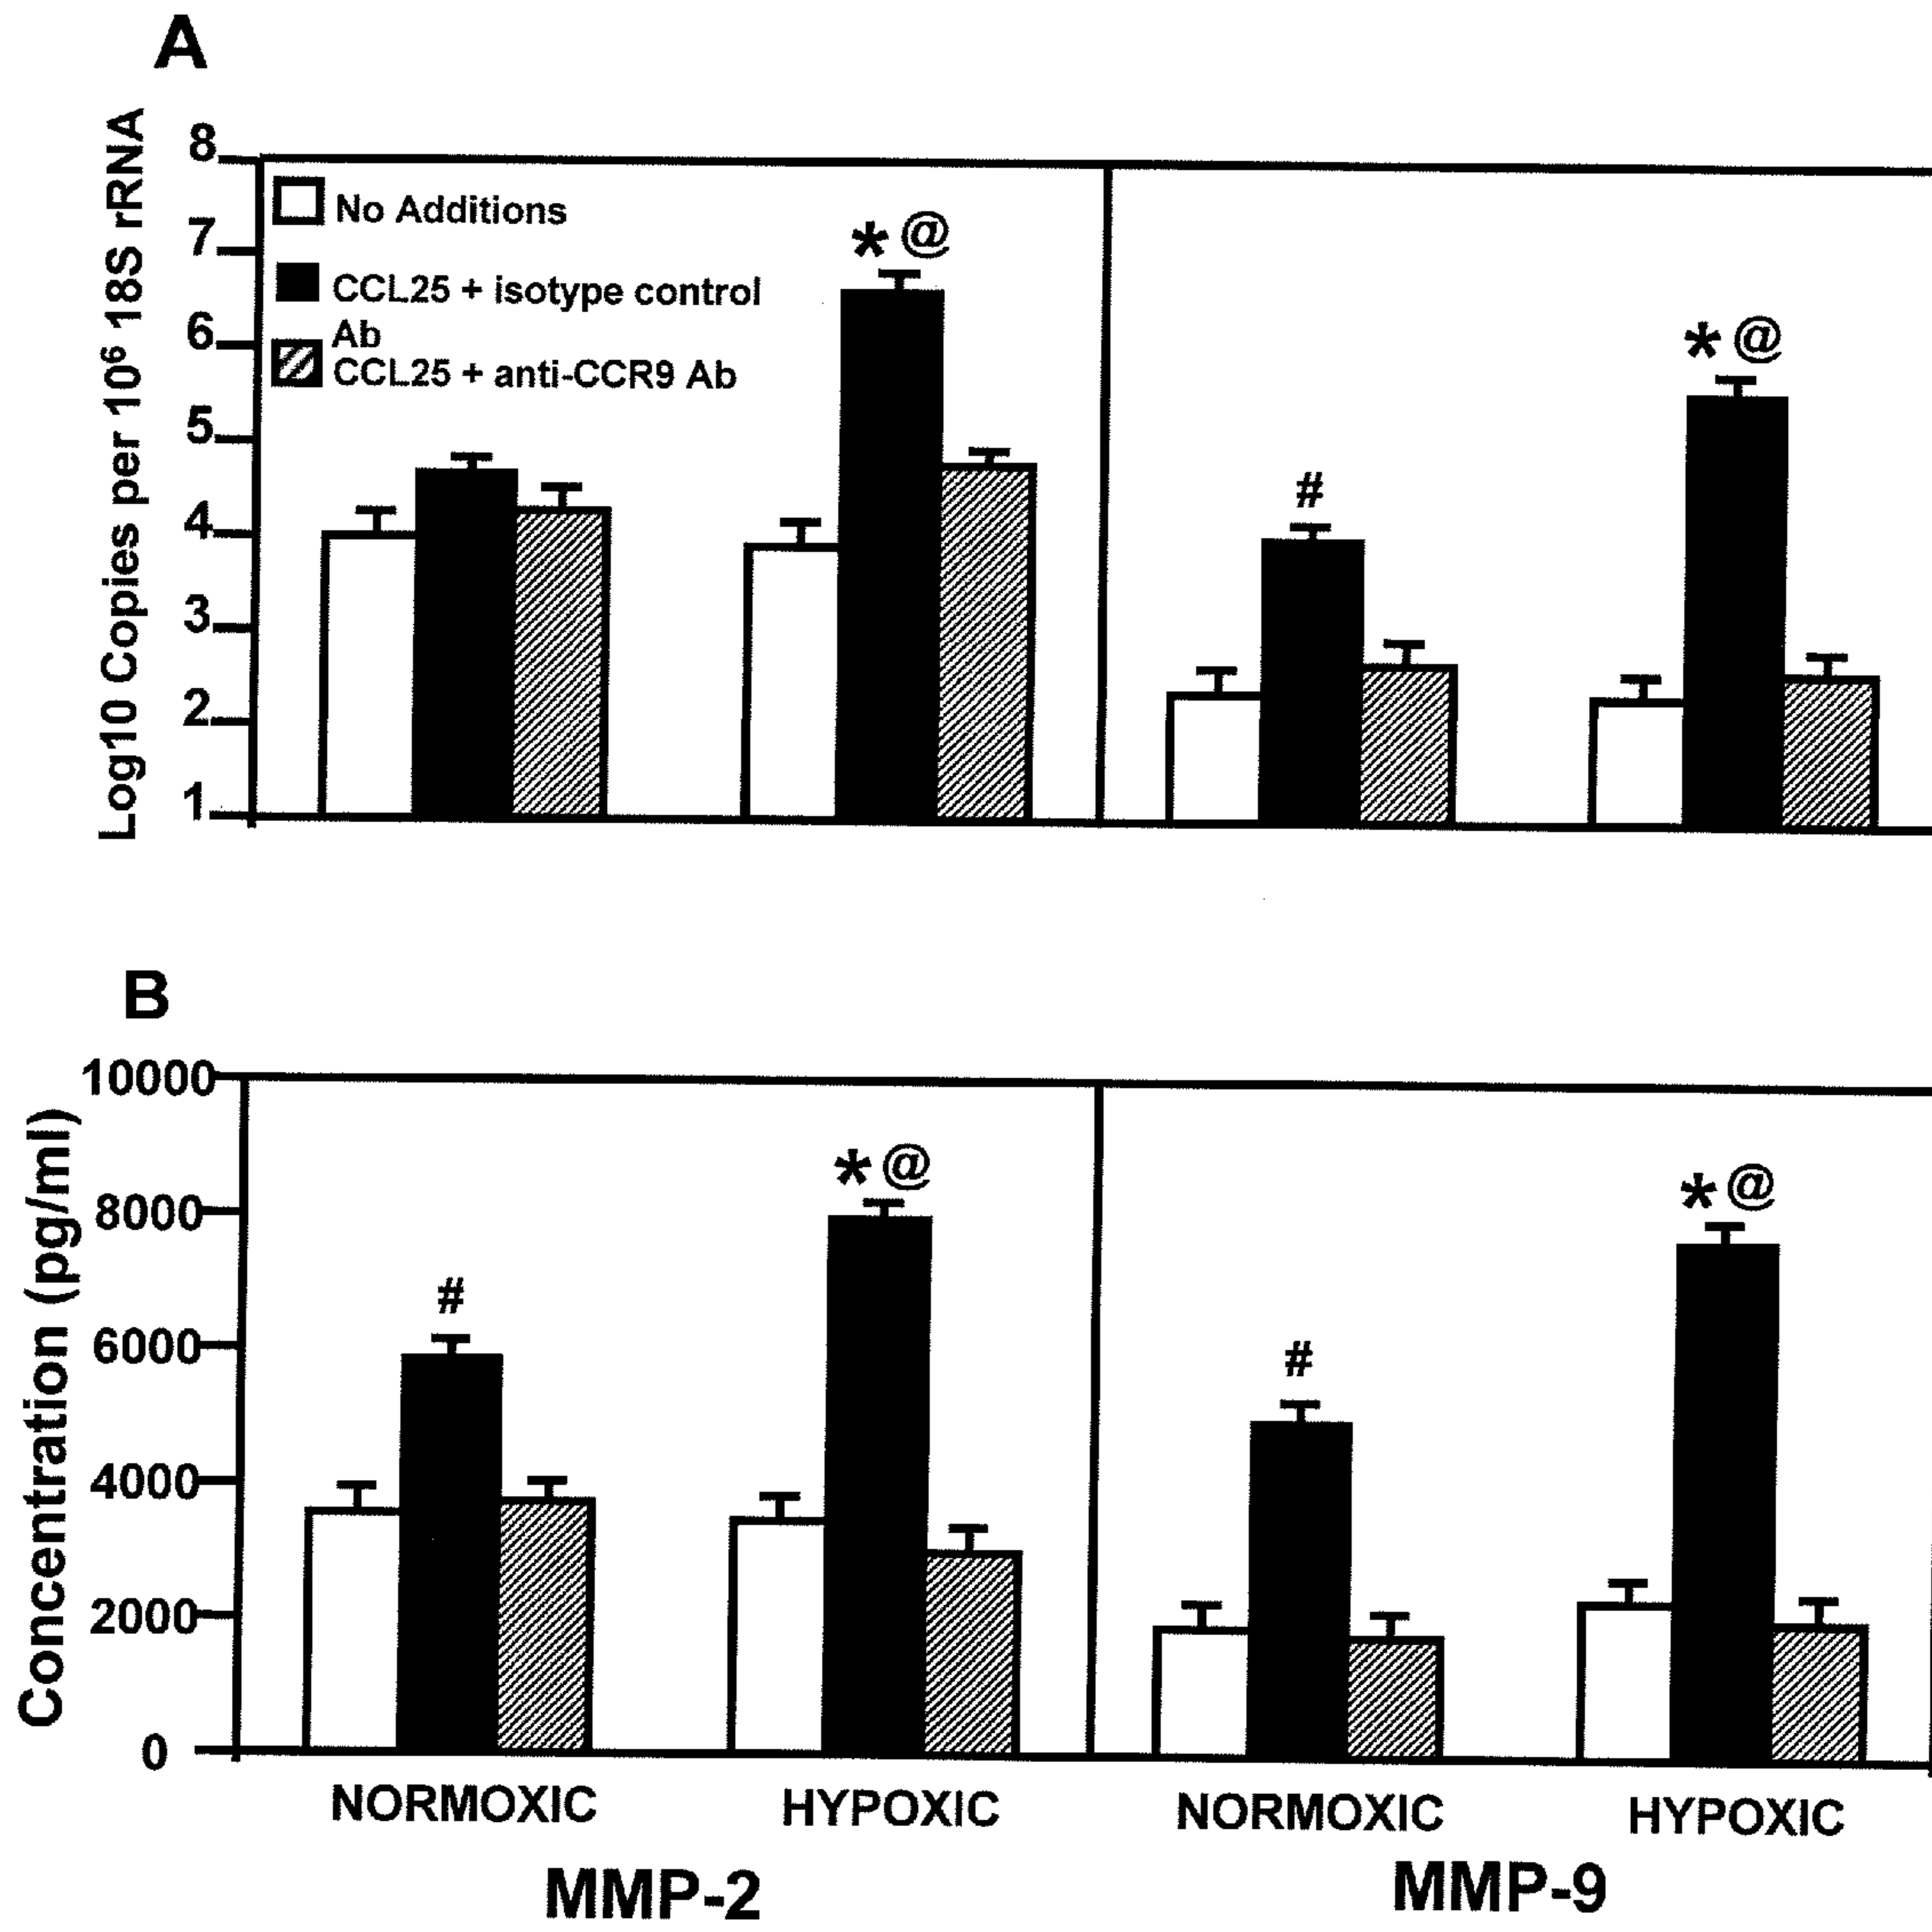 A
Log10 Copies per 10⁶ 18S rRNA
8
7
6
5
4
3
2
1
No Additions
CCL25 + isotype control
Ab
CCL25 + anti-CCR9 Ab
* @
#
* @
B
Concentration (pg/ml)
10000
8000
6000
4000
2000
0
#
* @
#
* @
NORMOXIC
HYPOXIC
NORMOXIC
HYPOXIC
MMP-2
MMP-9